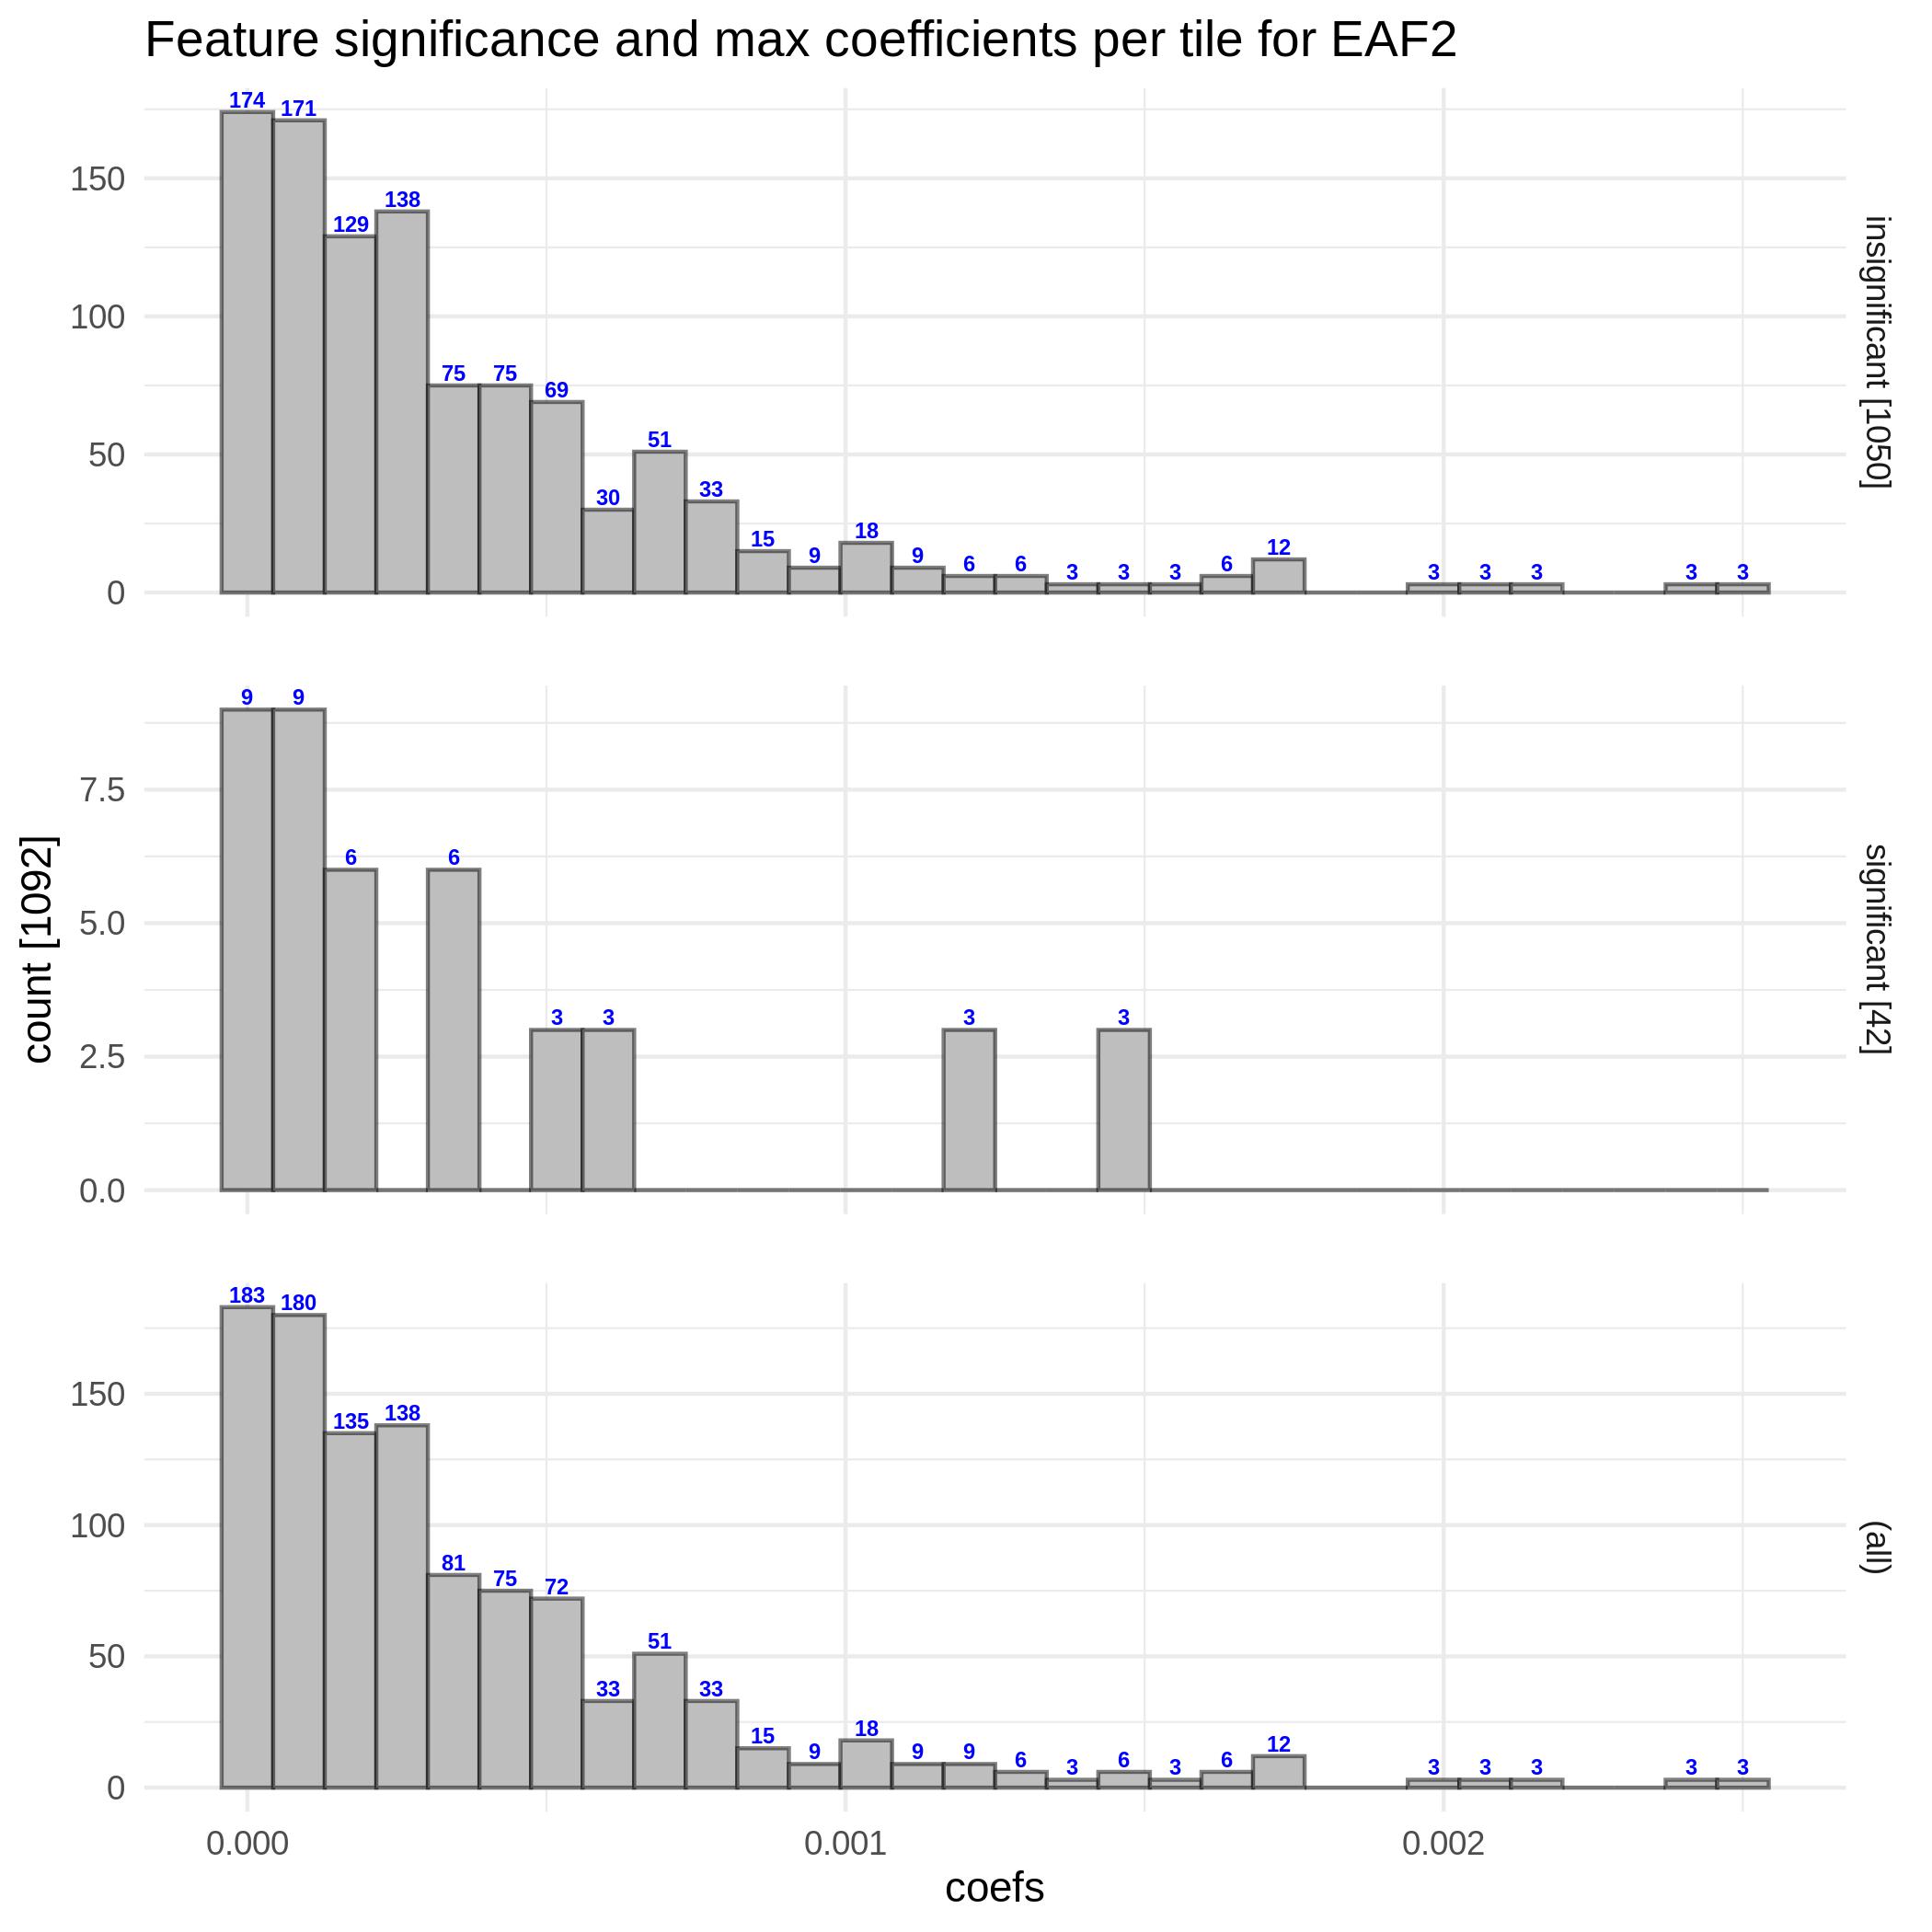 Feature significance and max coefficients per tile for EAF2
174 171 129 138 75 75 69 30 51 33 15 9 18 9 6 6 3 3 3 6 12 3 3 3 3 3
150
100
50
0
insignificant [1050]
9 9 6 6 3 3 3 3
7.5
5.0
2.5
0.0
significant [42]
count [1092]
183 180 135 138 81 75 72 33 51 33 15 9 18 9 9 6 3 6 3 6 12 3 3 3 3 3
150
100
50
0
(all)
0.000 0.001 0.002
coefs